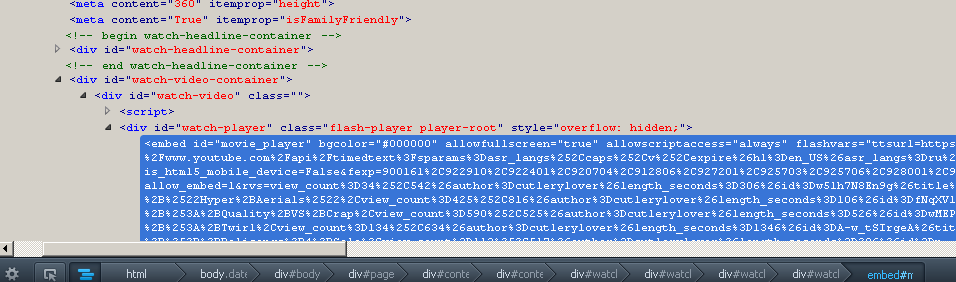 <meta content="360" itemprop="height">
<meta content="True" itemprop="isFamilyFriendly">
<!-- begin watch-headline-container -->
<div id="watch-headline-container">
<!-- end watch-headline-container -->
<div id="watch-video-container">
<div id="watch-video" class="">
<script>
<div id="watch-player" class="flash-player player-root" style="overflow: hidden;">
<embed id="movie_player" bgcolor="#000000" allowfullscreen="true" allowscriptaccess="always" flashvars="ttsurl=https
%2Fwww.youtube.com%2Fapi%2Ftimedtext%3Fsparams%3Dasr_langs%252Ccaps%252Cv%252Cexpire%26hl%3Den_US%26asr_langs%3Dru%2
is_html5_mobile_device=False&fexp=900161%2C922910%2C922401%2C920704%2C912806%2C927201%2C925703%2C925706%2C928001%2C9
allow_embed=1&rvs=view_count%3D34%252C542%26author%3Dcutlerylover%26length_seconds%3D306%26id%3Dw5lh7N8En9g%26title%
%2B%2522Hyper%2BAerials%2522%2Cview_count%3D425%252C816%26author%3Dcutlerylover%26length_seconds%3D106%26id%3DfNqXVl
%253A%2BQuality%2BVS%2BCrap%2Cview_count%3D590%252C525%26author%3Dcutlerylover%26length_seconds%3D526%26id%3DwMEP
%253A%2BTwirl%2Cview_count%3D134%252C634%26author%3Dcutlerylover%26length_seconds%3D1346%26id%3DA-w_tSIrgeA%26tit
html body.date div#body div#page div#conte div#conte div#watcl div#watcl div#watcl div#watcl embed#m